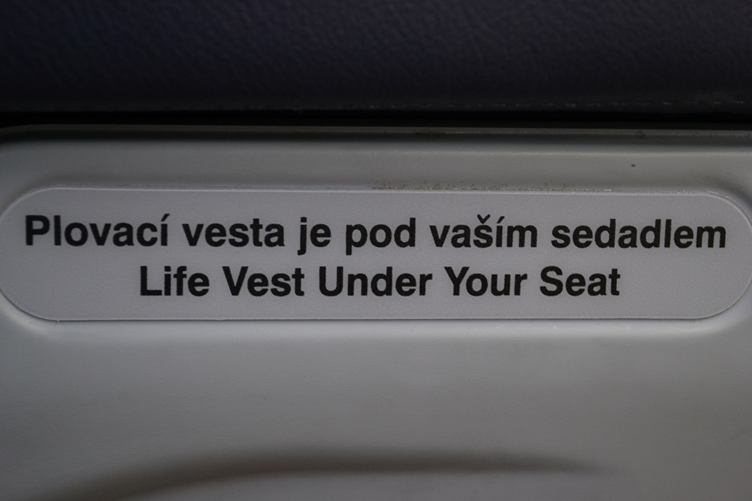 Plovací vesta je pod vaším sedadlem
Life Vest Under Your Seat